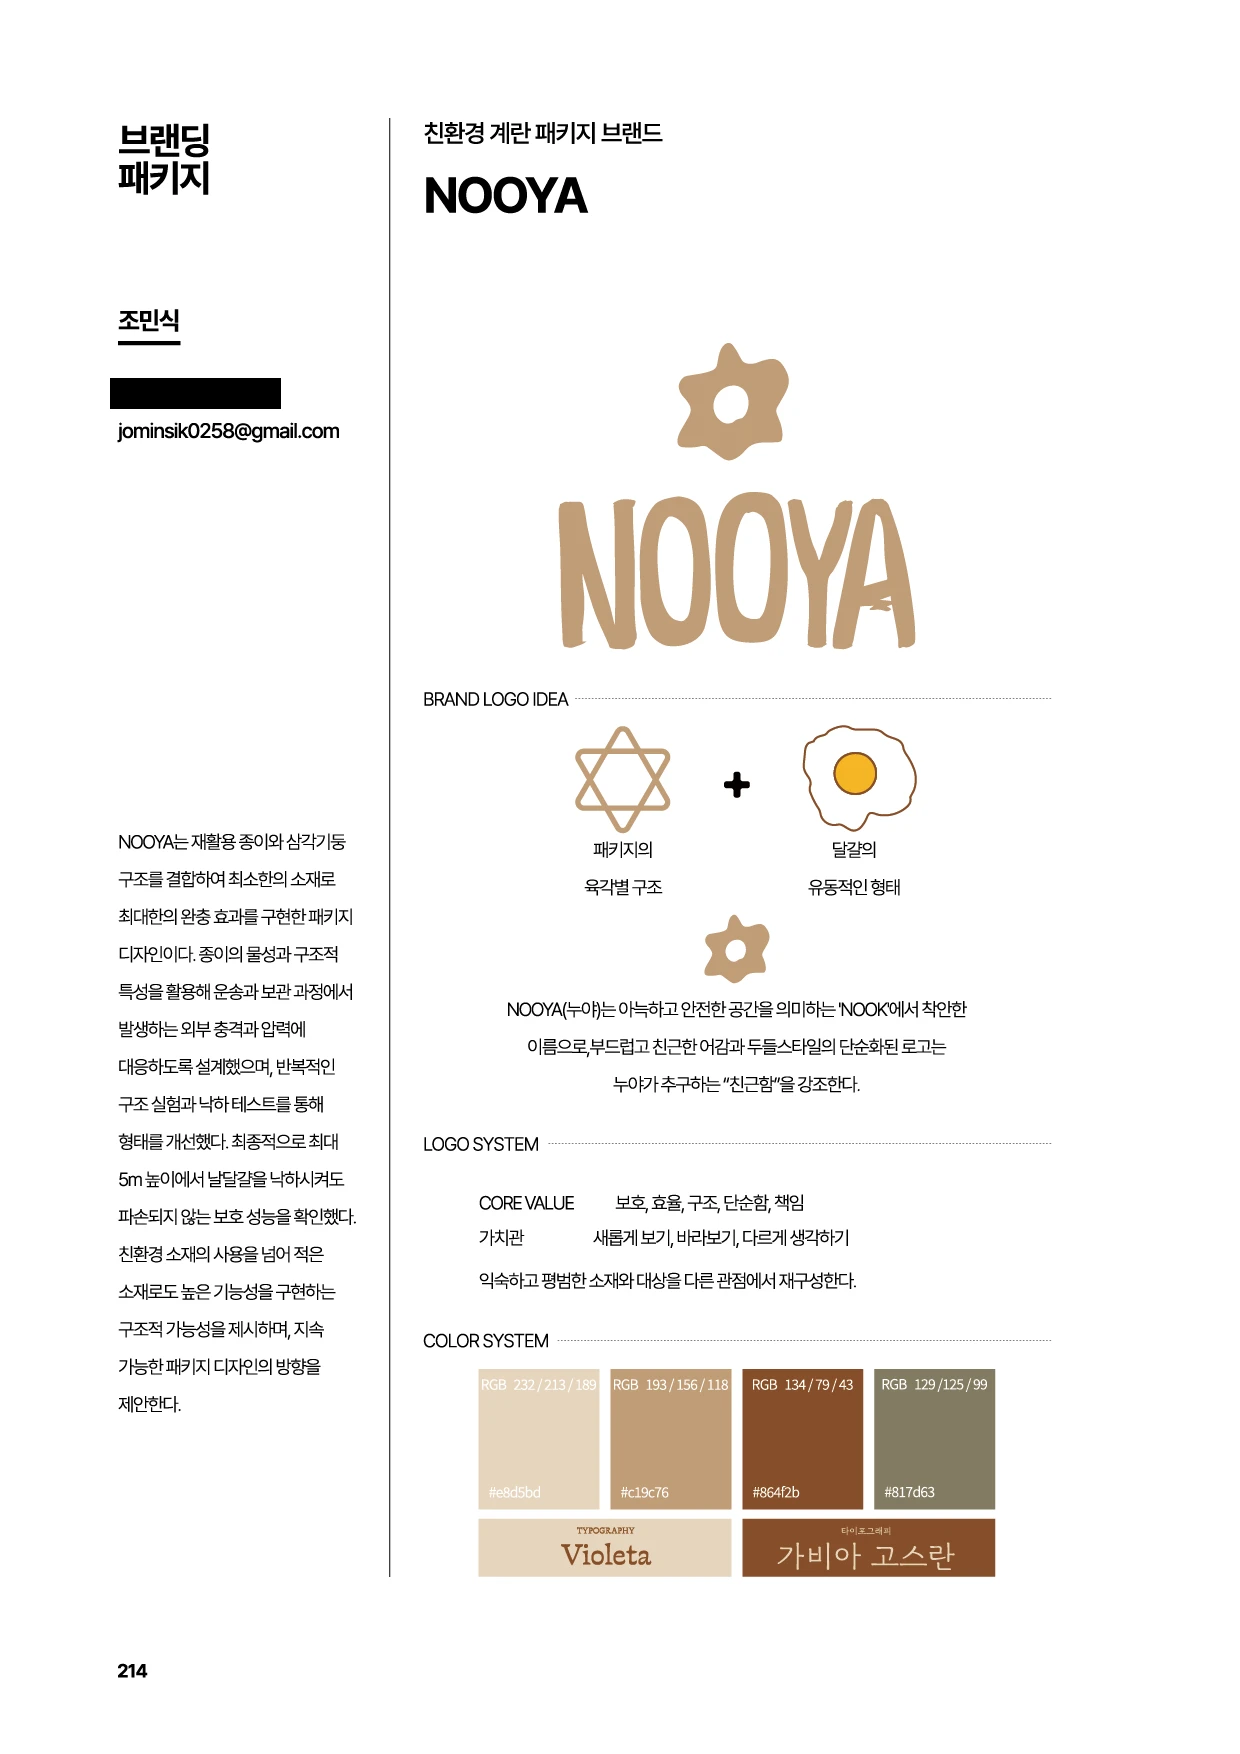 브랜딩
패키지
조민식
jominsik0258@gmail.com
NOOYA는 재활용 종이와 삼각기둥
구조를 결합하여 최소한의 소재로
최대한의 완충 효과를 구현한 패키지
디자인이다. 종이의 물성과 구조적
특성을 활용해 운송과 보관 과정에서
발생하는 외부 충격과 압력에
대응하도록 설계했으며, 반복적인
구조 실험과 낙하 테스트를 통해
형태를 개선했다. 최종적으로 최대
5m 높이에서 날달걀을 낙하시켜도
파손되지 않는 보호 성능을 확인했다.
친환경 소재의 사용을 넘어 적은
소재로도 높은 기능성을 구현하는
구조적 가능성을 제시하며, 지속
가능한 패키지 디자인의 방향을
제안한다.
친환경 계란 패키지 브랜드
NOOYA
NOOYA
BRAND LOGO IDEA
패키지의
육각별 구조
달걀의
유동적인 형태
NOOYA(누야)는 아늑하고 안전한 공간을 의미하는 'NOOK'에서 착안한
이름으로,부드럽고 친근한 어감과 두들스타일의 단순화된 로고는
누야가 추구하는 “친근함”을 강조한다.
LOGO SYSTEM
CORE VALUE 보호, 효율, 구조, 단순함, 책임
가치관 새롭게 보기, 바라보기, 다르게 생각하기
익숙하고 평범한 소재와 대상을 다른 관점에서 재구성한다.
COLOR SYSTEM
RGB 232 / 213 / 189
#e8d5bd
RGB 193 / 156 / 118
#c19c76
RGB 134 / 79 / 43
#864f2b
RGB 129 /125 / 99
#817d63
TYPOGRAPHY
Violeta
타이포그래피
가비아 고스란
214